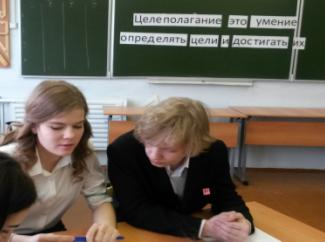 Целеполагание это умение
определять цели и достигать их